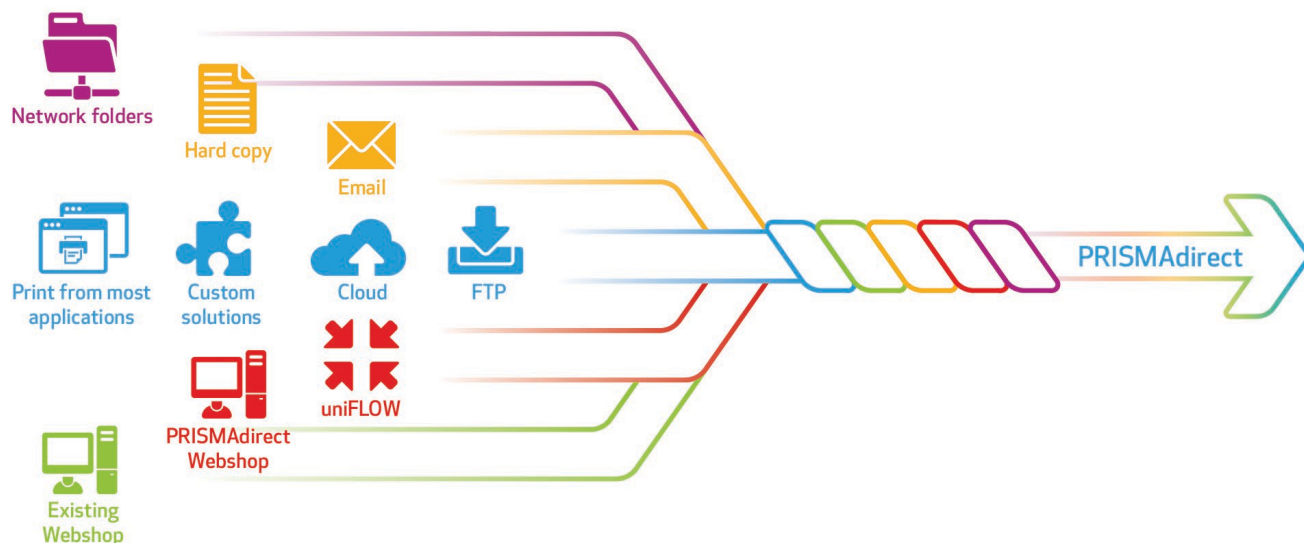 Network folders
Hard copy
Email
Print from most
applications
Custom
solutions
Cloud
FTP
PRISMAdirect
uniFLOW
PRISMAdirect
Webshop
Existing
Webshop